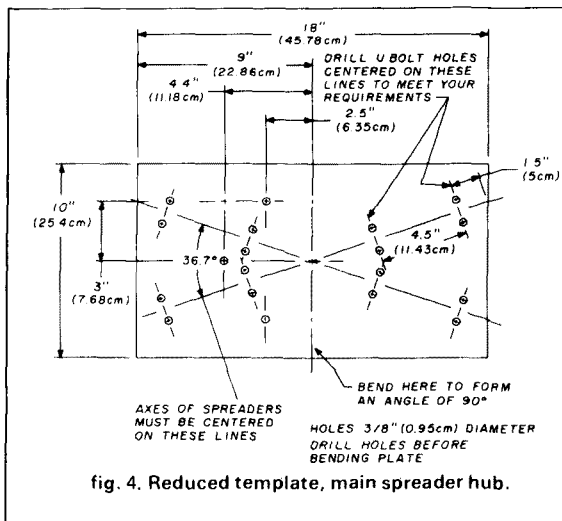 18"
(45.78cm)
9"
(22.86cm)
DRILL U BOLT HOLES
CENTERED ON THESE
LINES TO MEET YOUR
REQUIREMENTS
4.4"
(11.18cm)
2.5"
(6.35cm)
1.5"
(5cm)
10"
(25.4cm)
3"
(7.68cm)
36.7°
4.5"
(11.43cm)
AXES OF SPREADERS
MUST BE CENTERED
ON THESE LINES
BEND HERE TO FORM
AN ANGLE OF 90°
HOLES 3/8" (0.95cm) DIAMETER
DRILL HOLES BEFORE
BENDING PLATE
fig. 4. Reduced template, main spreader hub.